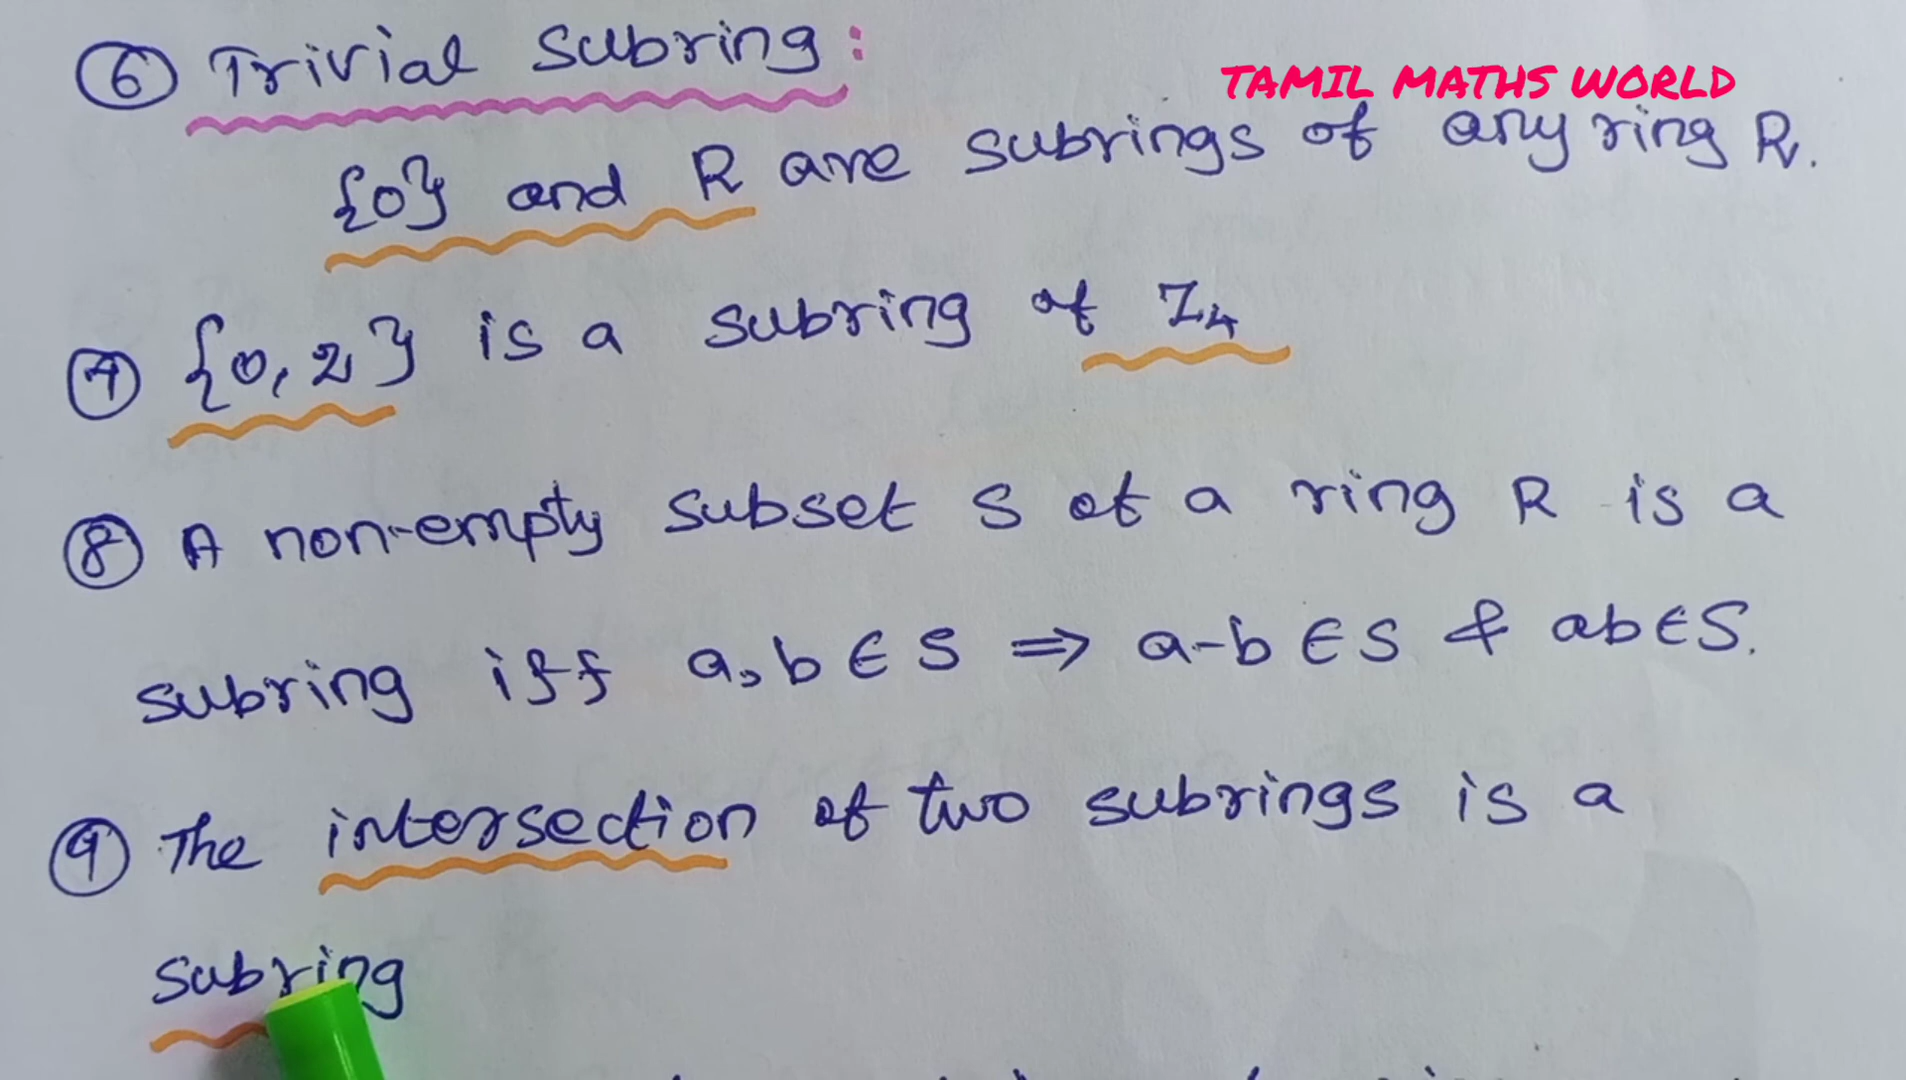 ⑥ Trivial subring:
TAMIL MATHS WORLD
{0} and R are subrings of any ring R.
⑦ {0, 2} is a subring of Z₄
⑧ A non-empty subset S of a ring R is a
subring iff a, b ∈ S ⇒ a-b ∈ S & ab ∈ S.
⑨ The intersection of two subrings is a
subring